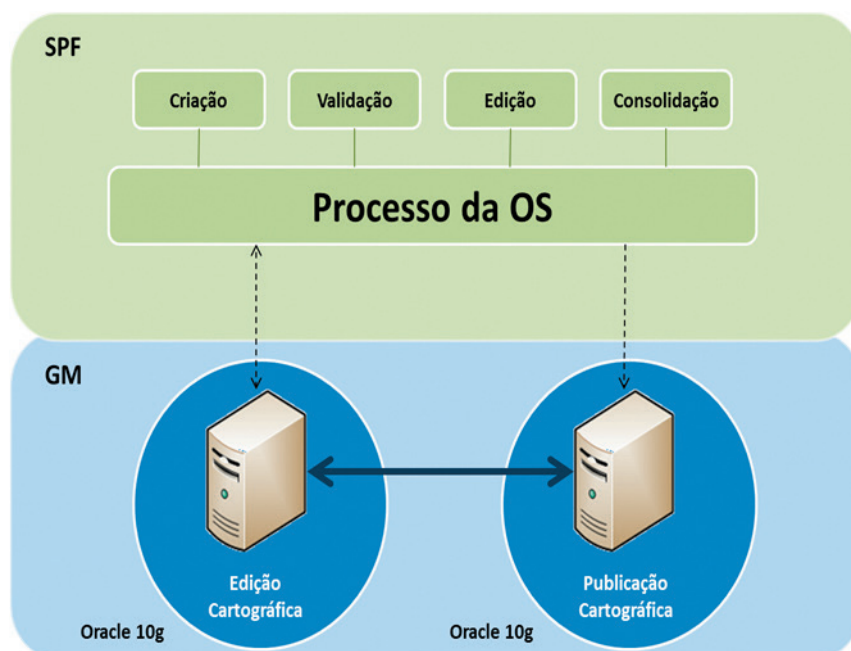 SPF
Criação
Validação
Edição
Consolidação
Processo da OS
GM
Edição
Cartográfica
Publicação
Cartográfica
Oracle 10g
Oracle 10g